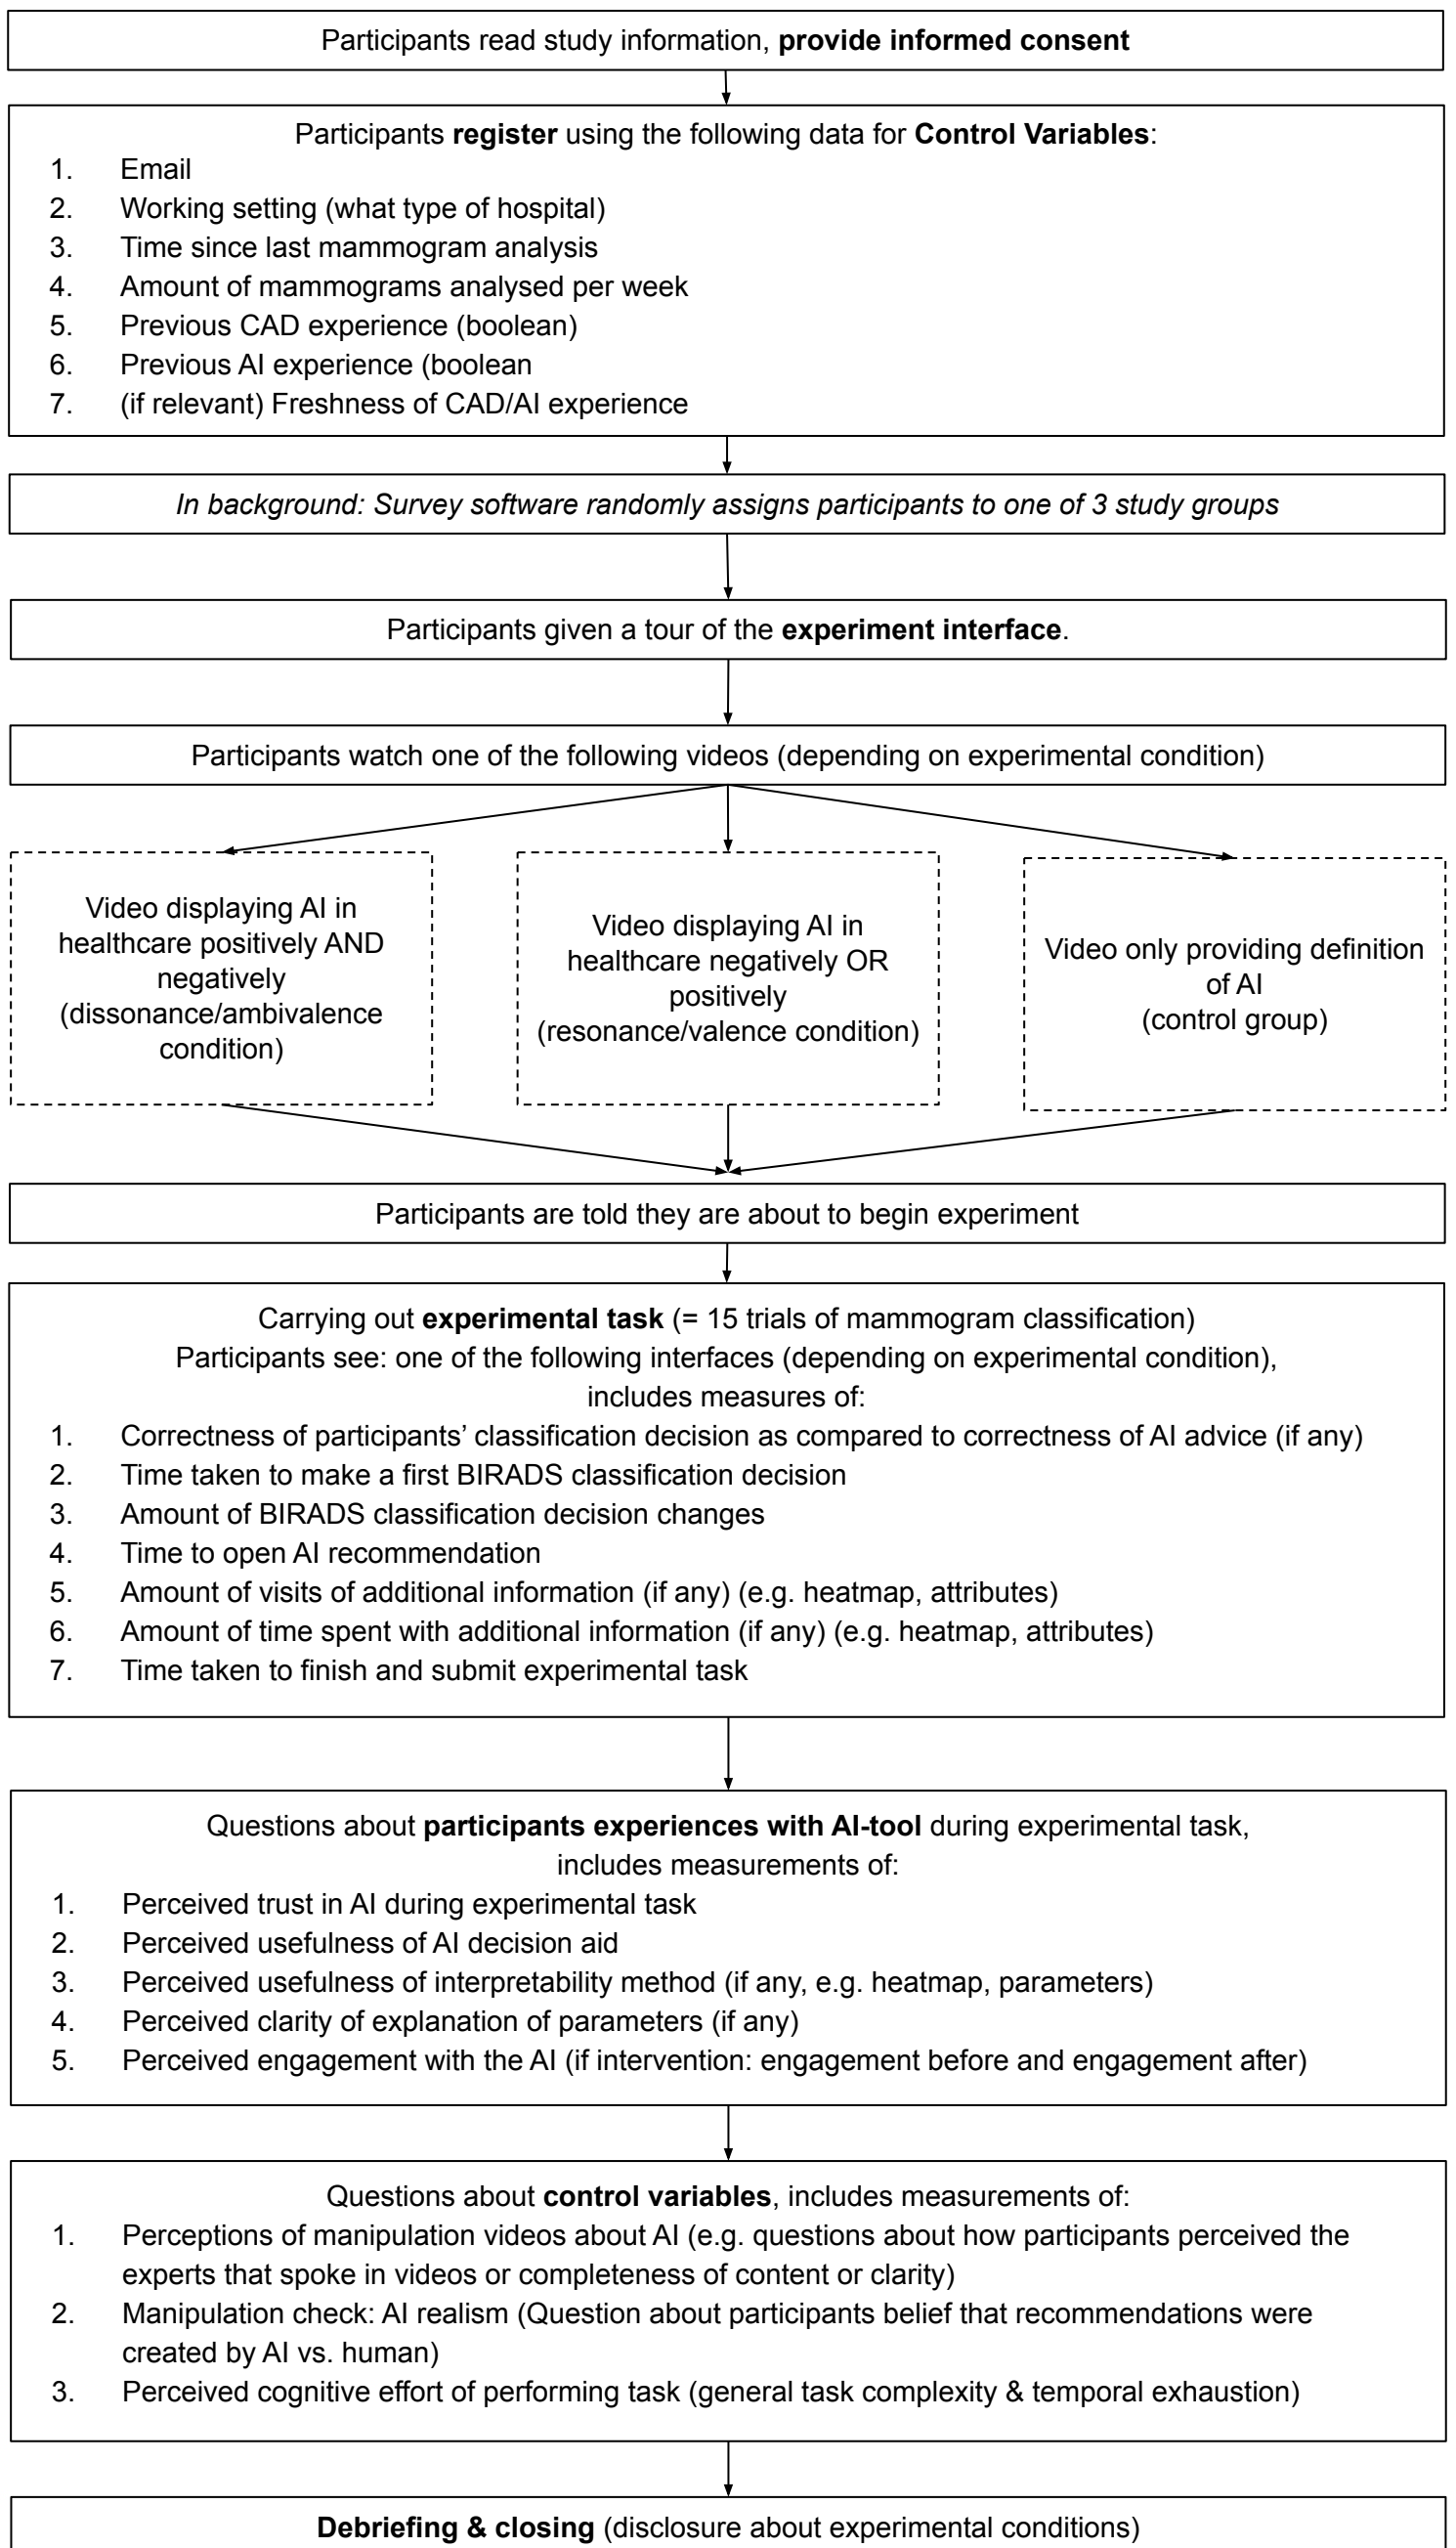 Participants read study information, provide informed consent
Participants register using the following data for Control Variables:
1. Email
2. Working setting (what type of hospital)
3. Time since last mammogram analysis
4. Amount of mammograms analysed per week
5. Previous CAD experience (boolean)
6. Previous AI experience (boolean
7. (if relevant) Freshness of CAD/AI experience
In background: Survey software randomly assigns participants to one of 3 study groups
Participants given a tour of the experiment interface.
Participants watch one of the following videos (depending on experimental condition)
Video displaying AI in
healthcare positively AND
negatively
(dissonance/ambivalence
condition)
Video displaying AI in
healthcare negatively OR
positively
(resonance/valence condition)
Video only providing definition
of AI
(control group)
Participants are told they are about to begin experiment
Carrying out experimental task (= 15 trials of mammogram classification)
Participants see: one of the following interfaces (depending on experimental condition),
includes measures of:
1. Correctness of participants’ classification decision as compared to correctness of AI advice (if any)
2. Time taken to make a first BIRADS classification decision
3. Amount of BIRADS classification decision changes
4. Time to open AI recommendation
5. Amount of visits of additional information (if any) (e.g. heatmap, attributes)
6. Amount of time spent with additional information (if any) (e.g. heatmap, attributes)
7. Time taken to finish and submit experimental task
Questions about participants experiences with AI-tool during experimental task,
includes measurements of:
1. Perceived trust in AI during experimental task
2. Perceived usefulness of AI decision aid
3. Perceived usefulness of interpretability method (if any, e.g. heatmap, parameters)
4. Perceived clarity of explanation of parameters (if any)
5. Perceived engagement with the AI (if intervention: engagement before and engagement after)
Questions about control variables, includes measurements of:
1. Perceptions of manipulation videos about AI (e.g. questions about how participants perceived the
experts that spoke in videos or completeness of content or clarity)
2. Manipulation check: AI realism (Question about participants belief that recommendations were
created by AI vs. human)
3. Perceived cognitive effort of performing task (general task complexity & temporal exhaustion)
Debriefing & closing (disclosure about experimental conditions)